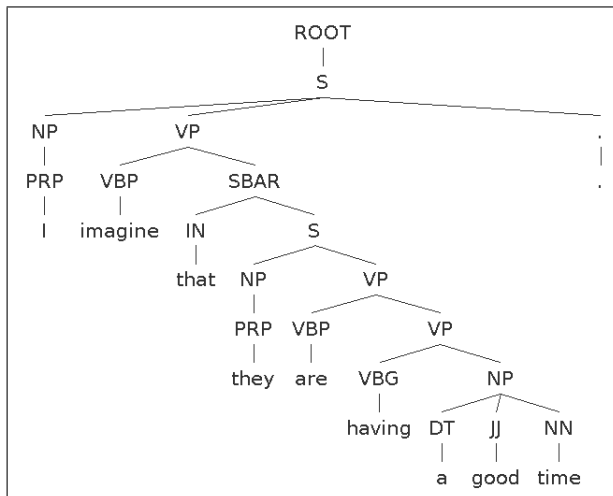 ROOT
S
NP VP .
PRP VBP SBAR .
I imagine IN S
that NP VP
PRP VBP VP
they are VBG NP
having DT JJ NN
a good time